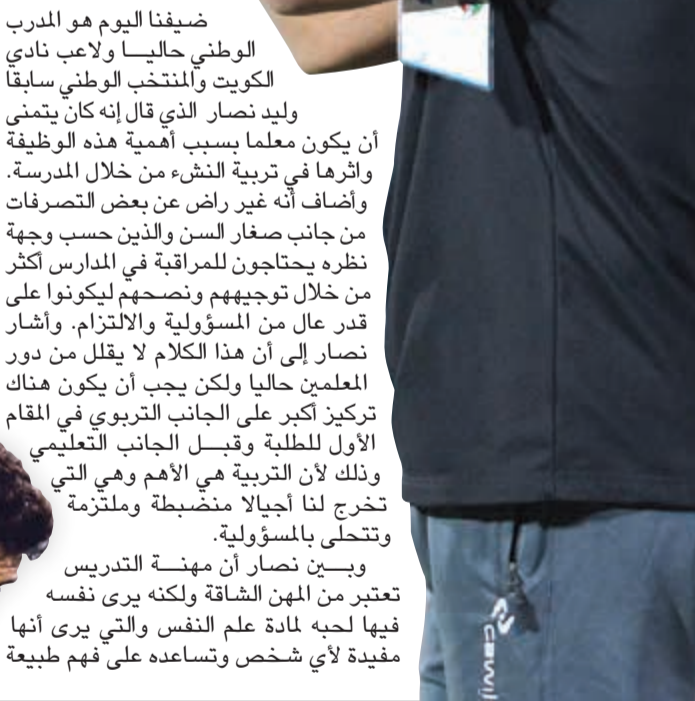 ضيفنا اليوم هو المدرب
الوطني حاليـــا ولاعب نادي
الكويت والمنتخب الوطني سابقا
وليد نصار الذي قال إنه كان يتمنى
أن يكون معلما بسبب أهمية هذه الوظيفة
واثرها في تربية النشء من خلال المدرسة.
وأضاف أنه غير راض عن بعض التصرفات
من جانب صغار السن والذين حسب وجهة
نظره يحتاجون للمراقبة في المدارس أكثر
من خلال توجيههم ونصحهم ليكونوا على
قدر عال من المسؤولية والالتزام. وأشار
نصار إلى أن هذا الكلام لا يقلل من دور
المعلمين حاليا ولكن يجب أن يكون هناك
تركيز أكبر على الجانب التربوي في المقام
الأول للطلبة وقبـــل الجانب التعليمي
وذلك لأن التربية هي الأهم وهي التي
تخرج لنا أجيالا منضبطة وملتزمة
وتتحلى بالمسؤولية.
وبـــين نصار أن مهنـــة التدريس
تعتبر من المهن الشاقة ولكنه يرى نفسه
فيها لحبه لمادة علم النفس والتي يرى أنها
مفيدة لأي شخص وتساعده على فهم طبيعة